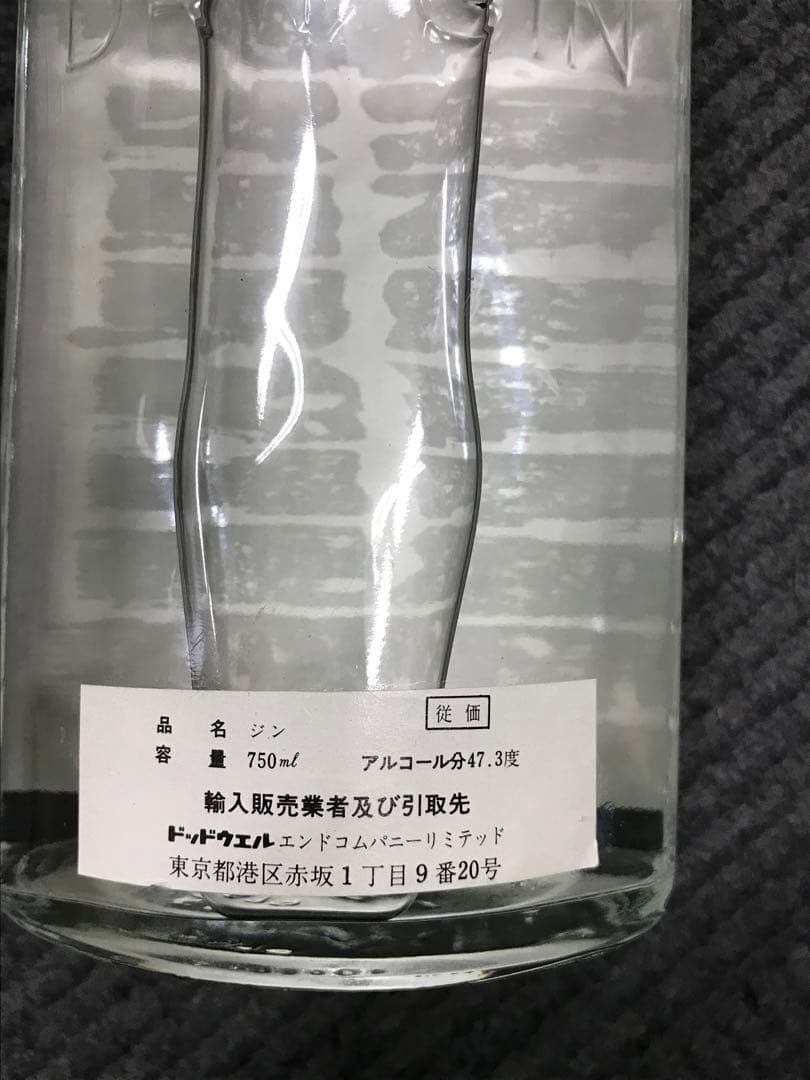 従価
品名 ジン
容量 750ml アルコール分47.3度
輸入販売業者及び引取先
ドッドウエルエンドコムパニーリミテッド
東京都港区赤坂1丁目9番20号